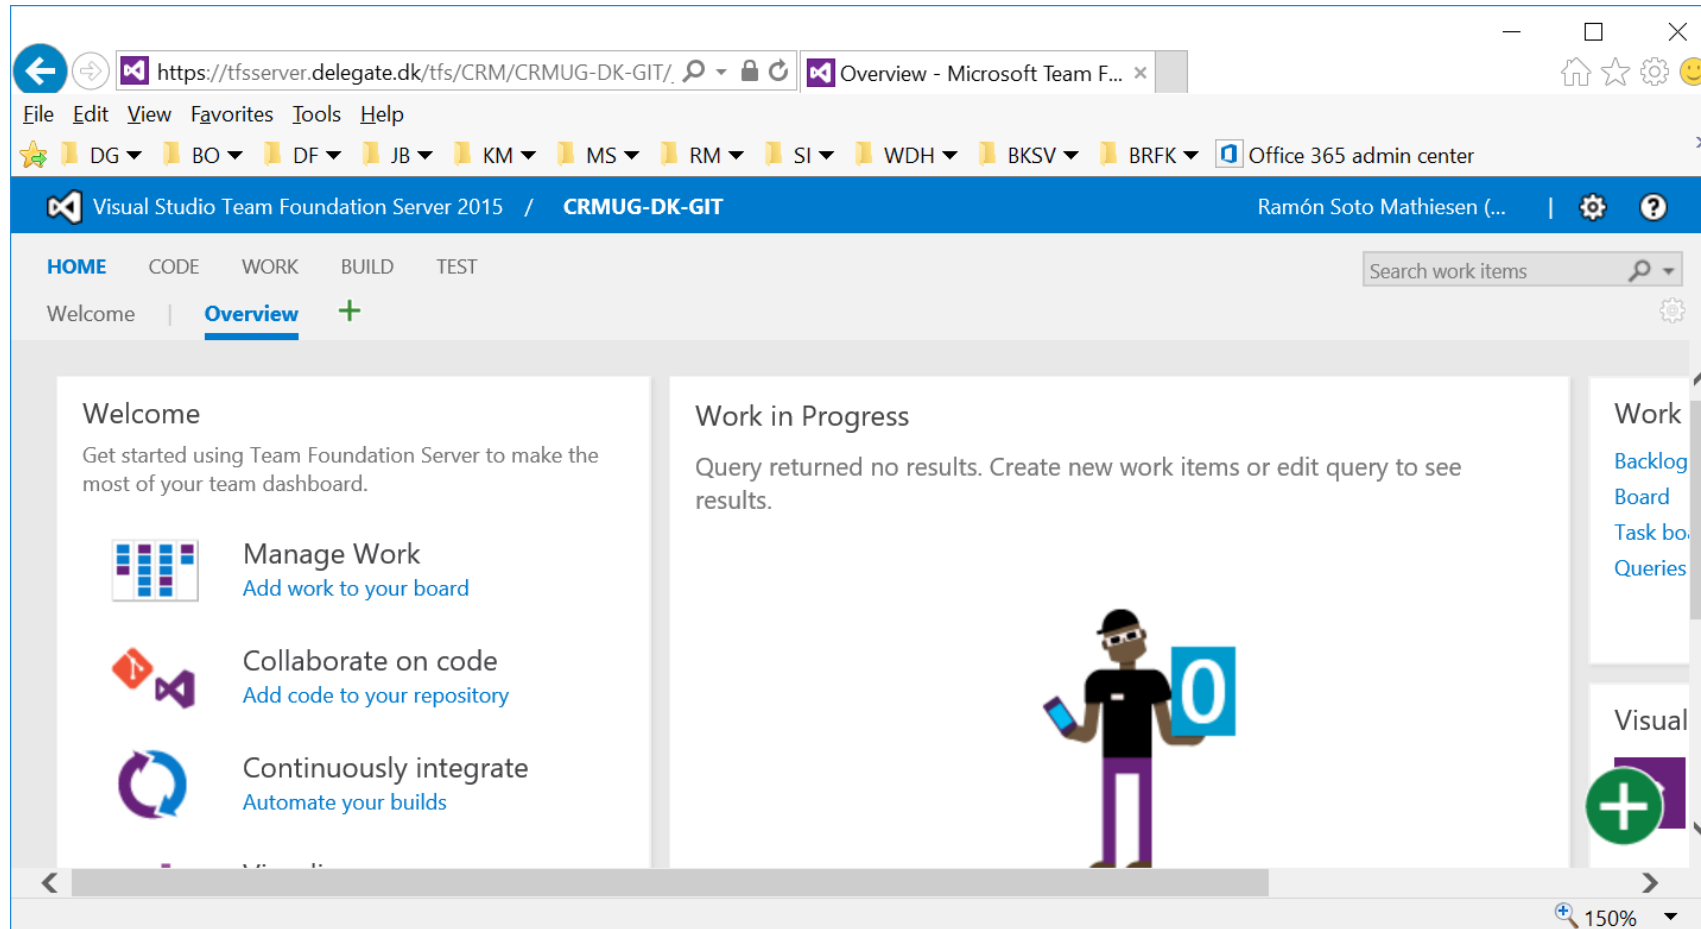 https://tfsserver.delegate.dk/tfs/CRM/CRMUG-DK-GIT/
Overview - Microsoft Team F...
File Edit View Favorites Tools Help
DG BO DF JB KM MS RM SI WDH BKSV BRFK Office 365 admin center
Visual Studio Team Foundation Server 2015 / CRMUG-DK-GIT
Ramón Soto Mathiesen (... |
HOME CODE WORK BUILD TEST
Search work items
Welcome | Overview
Welcome
Get started using Team Foundation Server to make the
most of your team dashboard.
Manage Work
Add work to your board
Collaborate on code
Add code to your repository
Continuously integrate
Automate your builds
Work in Progress
Query returned no results. Create new work items or edit query to see
results.
0
Work
Backlog
Board
Task bo
Queries
Visual
150%